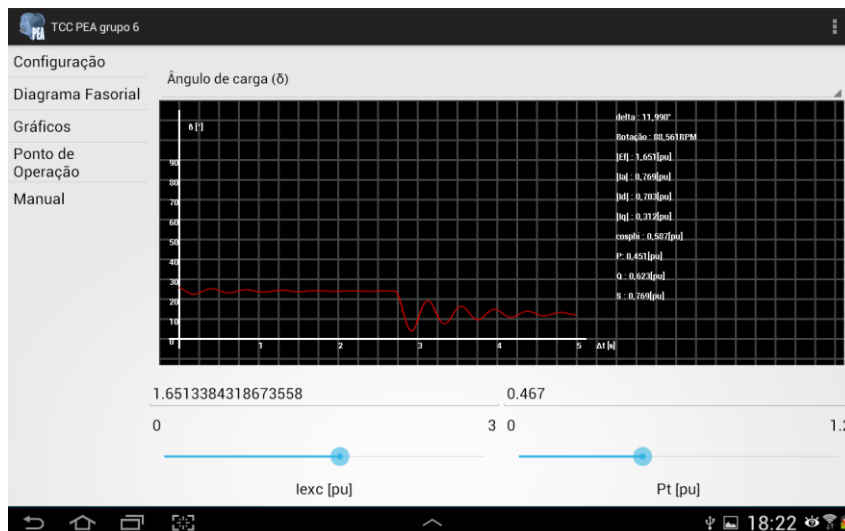 TCC PEA grupo 6
Configuração
Diagrama Fasorial
Gráficos
Ponto de
Operação
Manual
Ângulo de carga (δ)
δ [°]
90
80
70
60
50
40
30
20
10
0
1 2 3 4 5 Δt [s]
delta : 11,990°
Rotação : 88,561RPM
|Ef| : 1,651[pu]
|Ia| : 0,769[pu]
|Id| : 0,703[pu]
|Iq| : 0,312[pu]
cosphi : 0,587[pu]
P: 0,451[pu]
Q : 0,623[pu]
S : 0,769[pu]
1.6513384318673558 0.467
0 3 0 1.2
Iexc [pu] Pt [pu]
18:22